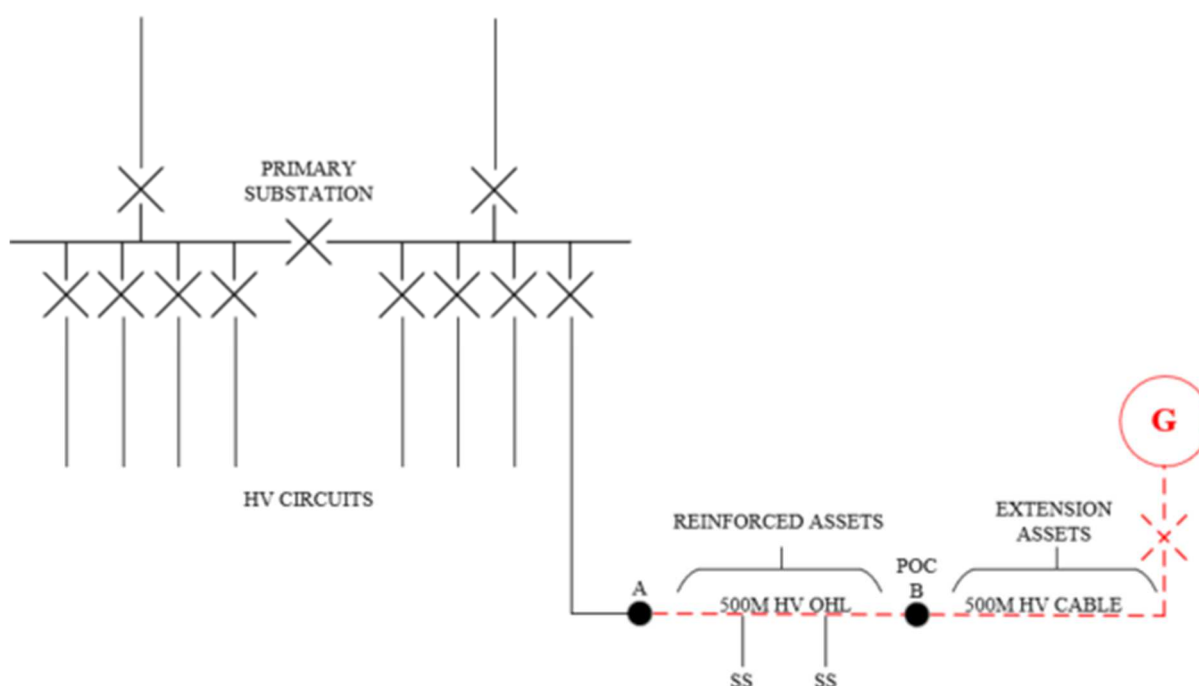 PRIMARY
SUBSTATION
HV CIRCUITS
REINFORCED ASSETS
EXTENSION
ASSETS
G
A
POC
B
500M HV OHL
500M HV CABLE
SS
SS